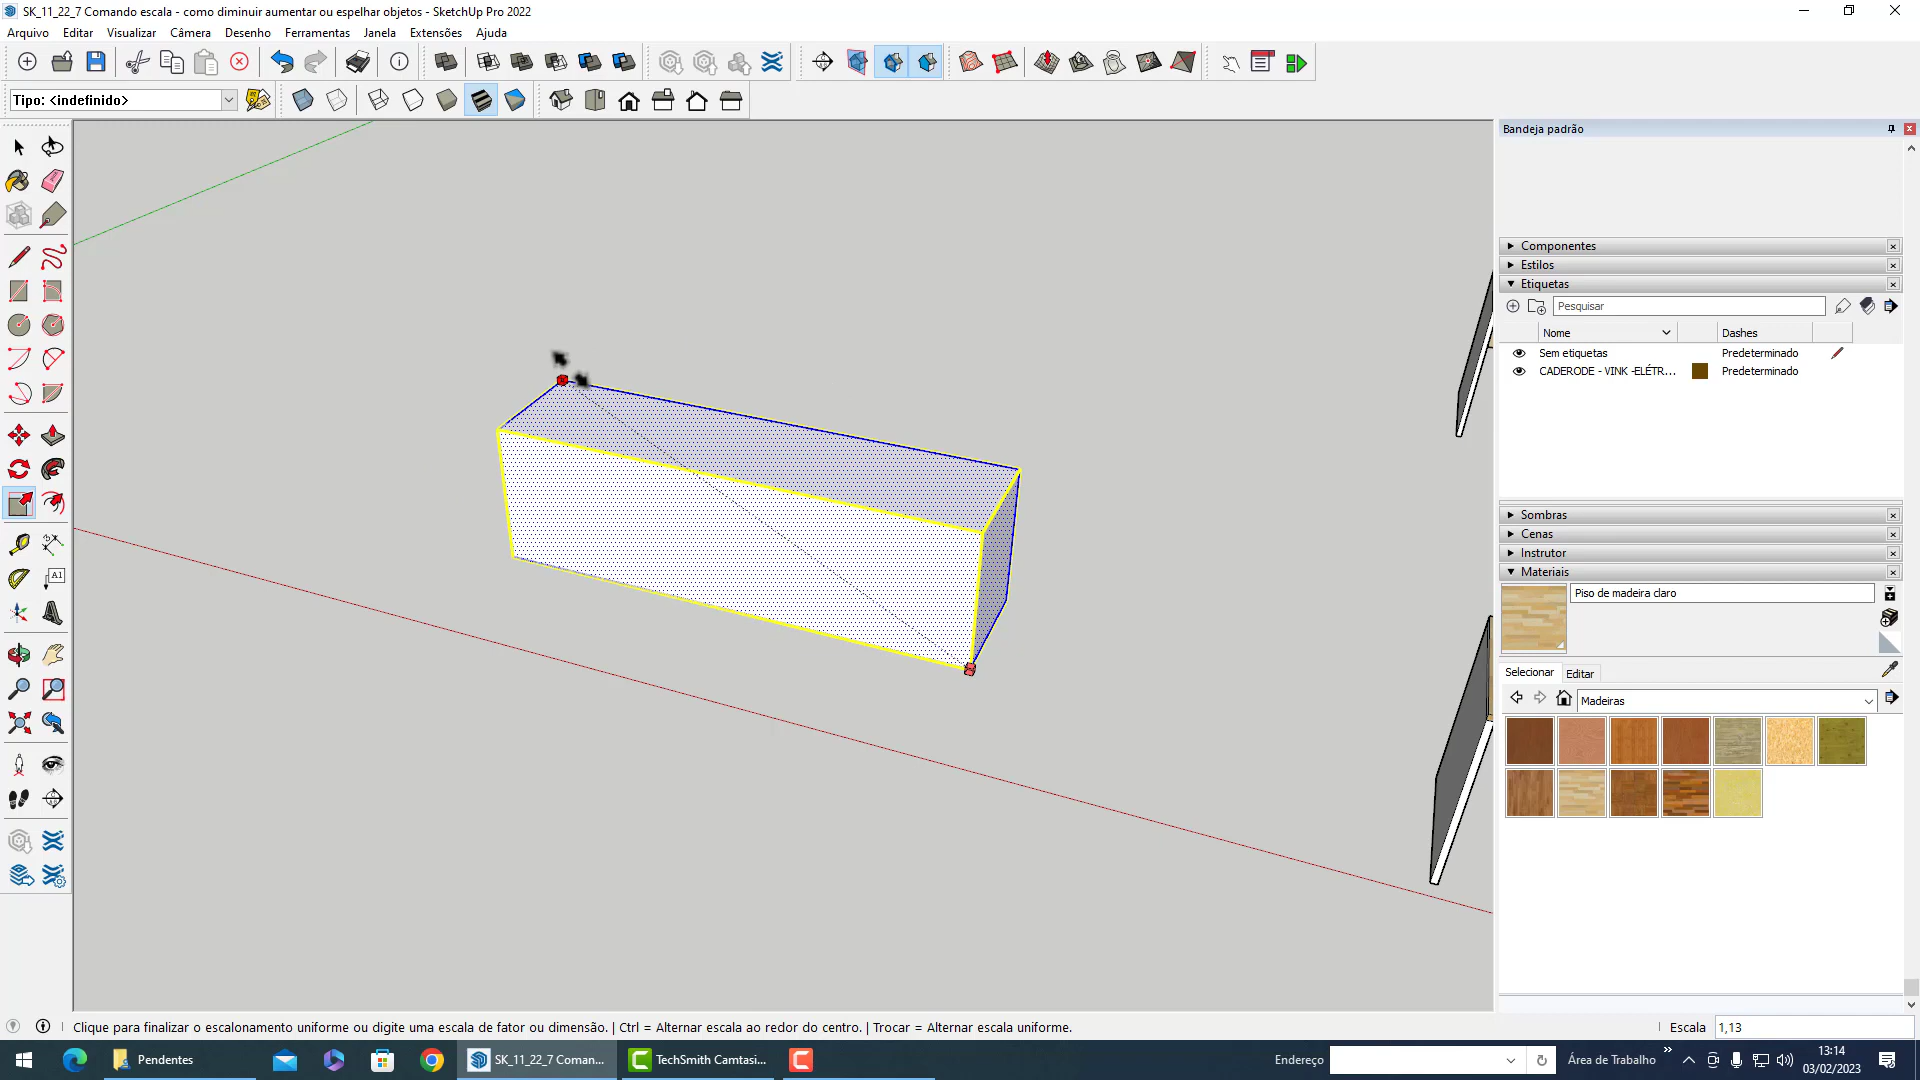 SK_11_22_7 Comando escala - como diminuir aumentar ou espelhar objetos - SketchUp Pro 2022
Arquivo Editar Visualizar Câmera Desenho Ferramentas Janela Extensões Ajuda
Tipo: <indefinido>
Bandeja padrão
Componentes
Estilos
Etiquetas
Pesquisar
Nome Dashes
Sem etiquetas Predeterminado
CADERODE - VINK -ELÉTR... Predeterminado
A1
Sombras
Cenas
Instrutor
Materiais
Piso de madeira claro
Selecionar Editar
Madeiras
Clique para finalizar o escalonamento uniforme ou digite uma escala de fator ou dimensão. | Ctrl = Alternar escala ao redor do centro. | Trocar = Alternar escala uniforme.
Escala 1,13
Pendentes
SK_11_22_7 Coman...
TechSmith Camtasi...
Endereço
Área de Trabalho
13:14
03/02/2023